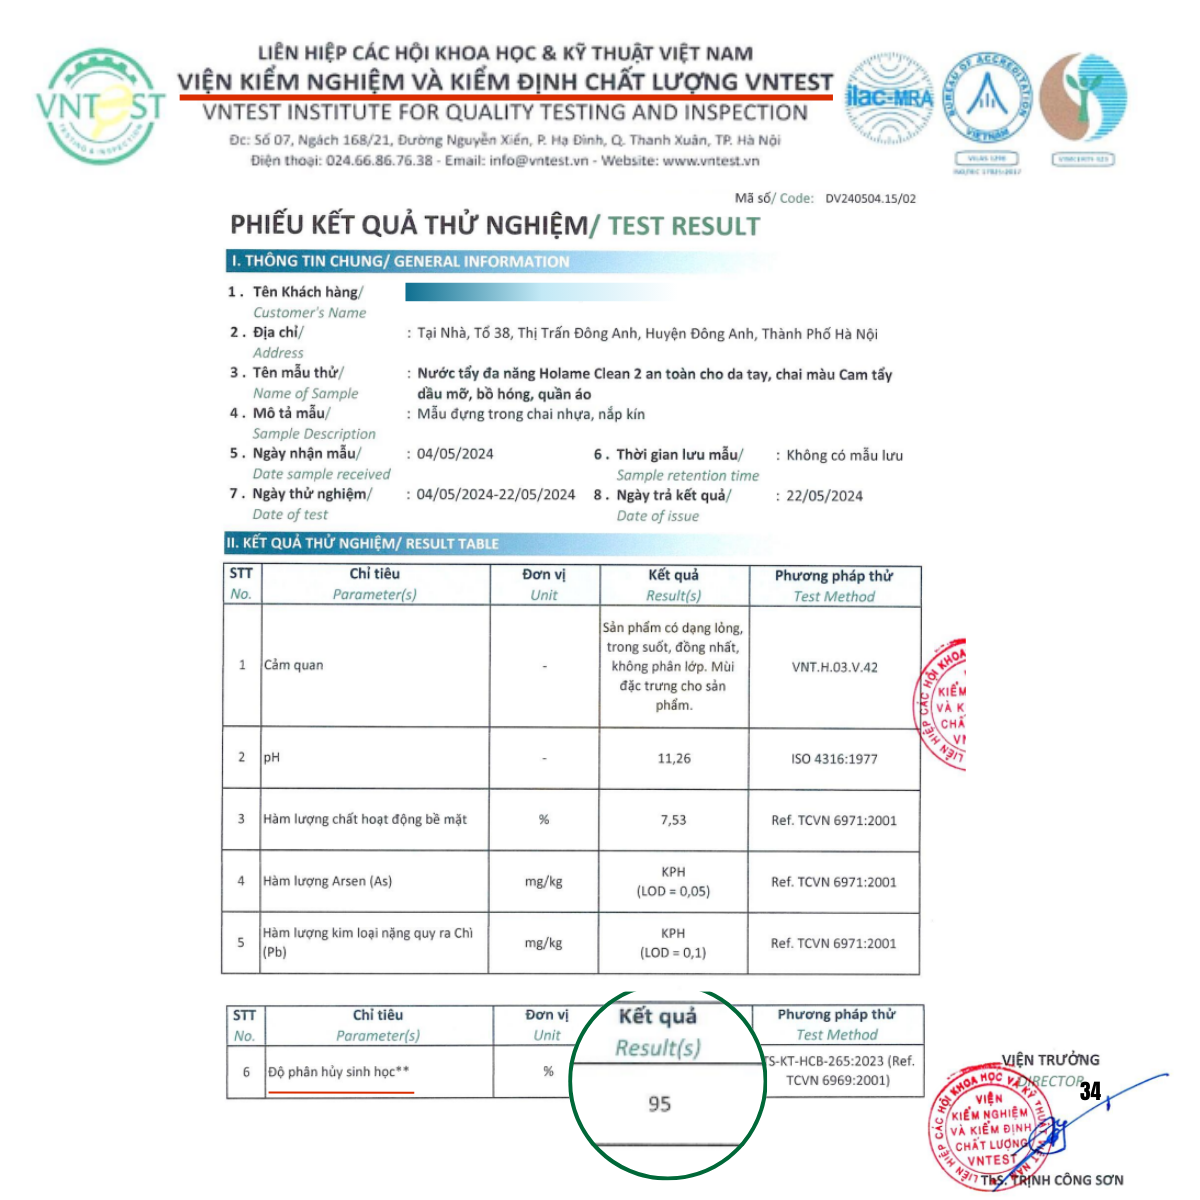 LIÊN HIỆP CÁC HỘI KHOA HỌC & KỸ THUẬT VIỆT NAM
VIỆN KIỂM NGHIỆM VÀ KIỂM ĐỊNH CHẤT LƯỢNG VNTEST
VNTEST INSTITUTE FOR QUALITY TESTING AND INSPECTION
Đc: Số 07, Ngách 168/21, Đường Nguyễn Xiển, P. Hạ Đình, Q. Thanh Xuân, TP. Hà Nội
Điện thoại: 024.66.86.76.38 - Email: info@vntest.vn - Website: www.vntest.vn
VNTEST
TESTING & INSPECTION
ilac-MRA
BUREAU OF ACCREDITATION
VIETNAM
VILAS 1296
ISO/IEC 17025:2017
VIMCERTS 323
Mã số/ Code: DV240504.15/02
PHIẾU KẾT QUẢ THỬ NGHIỆM/ TEST RESULT
I. THÔNG TIN CHUNG/ GENERAL INFORMATION
1 . Tên Khách hàng/
Customer's Name
2 . Địa chỉ/ : Tại Nhà, Tổ 38, Thị Trấn Đông Anh, Huyện Đông Anh, Thành Phố Hà Nội
Address
3 . Tên mẫu thử/ : Nước tẩy đa năng Holame Clean 2 an toàn cho da tay, chai màu Cam tẩy
Name of Sample dầu mỡ, bồ hóng, quần áo
4 . Mô tả mẫu/ : Mẫu đựng trong chai nhựa, nắp kín
Sample Description
5 . Ngày nhận mẫu/ : 04/05/2024 6 . Thời gian lưu mẫu/ : Không có mẫu lưu
Date sample received Sample retention time
7 . Ngày thử nghiệm/ : 04/05/2024-22/05/2024 8 . Ngày trả kết quả/ : 22/05/2024
Date of test Date of issue
II. KẾT QUẢ THỬ NGHIỆM/ RESULT TABLE
STT Chỉ tiêu Đơn vị Kết quả Phương pháp thử
No. Parameter(s) Unit Result(s) Test Method
Sản phẩm có dạng lỏng,
trong suốt, đồng nhất,
1 Cảm quan - không phân lớp. Mùi VNT.H.03.V.42
đặc trưng cho sản
phẩm.
2 pH - 11,26 ISO 4316:1977
3 Hàm lượng chất hoạt động bề mặt % 7,53 Ref. TCVN 6971:2001
4 Hàm lượng Arsen (As) mg/kg KPH Ref. TCVN 6971:2001
(LOD = 0,05)
5 Hàm lượng kim loại nặng quy ra Chì mg/kg KPH Ref. TCVN 6971:2001
(Pb) (LOD = 0,1)
STT Chỉ tiêu Đơn vị Kết quả Phương pháp thử
No. Parameter(s) Unit Result(s) Test Method
6 Độ phân hủy sinh học** % 95 TS-KT-HCB-265:2023 (Ref.
TCVN 6969:2001)
VIỆN TRƯỞNG
DIRECTOR
34
VIỆN
KIỂM NGHIỆM
VÀ KIỂM ĐỊNH
CHẤT LƯỢNG
VNTEST
ThS. TRỊNH CÔNG SƠN